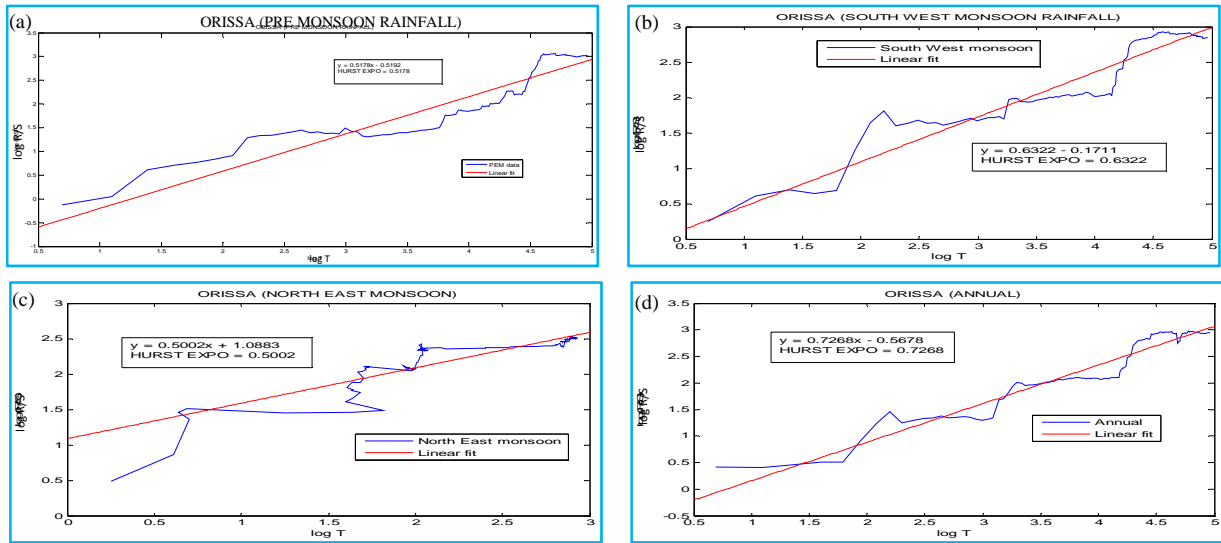 (a)
ORISSA (PRE MONSOON RAINFALL)
3.5
3
2.5
2
1.5
1
0.5
0
-0.5
-1
y = 0.5178x - 0.5192
HURST EXPO = 0.5178
PEM data
Linear fit
log R/S
0.5 1 1.5 2 2.5 3 3.5 4 4.5 5
log T
(b)
ORISSA (SOUTH WEST MONSOON RAINFALL)
3
2.5
2
1.5
1
0.5
0
South West monsoon
Linear fit
y = 0.6322 - 0.1711
HURST EXPO = 0.6322
log R/S
0.5 1 1.5 2 2.5 3 3.5 4 4.5 5
log T
(c)
ORISSA (NORTH EAST MONSOON)
3
2.5
2
1.5
1
0.5
0
y = 0.5002x + 1.0883
HURST EXPO = 0.5002
North East monsoon
Linear fit
log R/S
0 0.5 1 1.5 2 2.5 3
log T
(d)
ORISSA (ANNUAL)
3.5
3
2.5
2
1.5
1
0.5
0
-0.5
y = 0.7268x - 0.5678
HURST EXPO = 0.7268
Annual
Linear fit
log R/S
0.5 1 1.5 2 2.5 3 3.5 4 4.5 5
log T